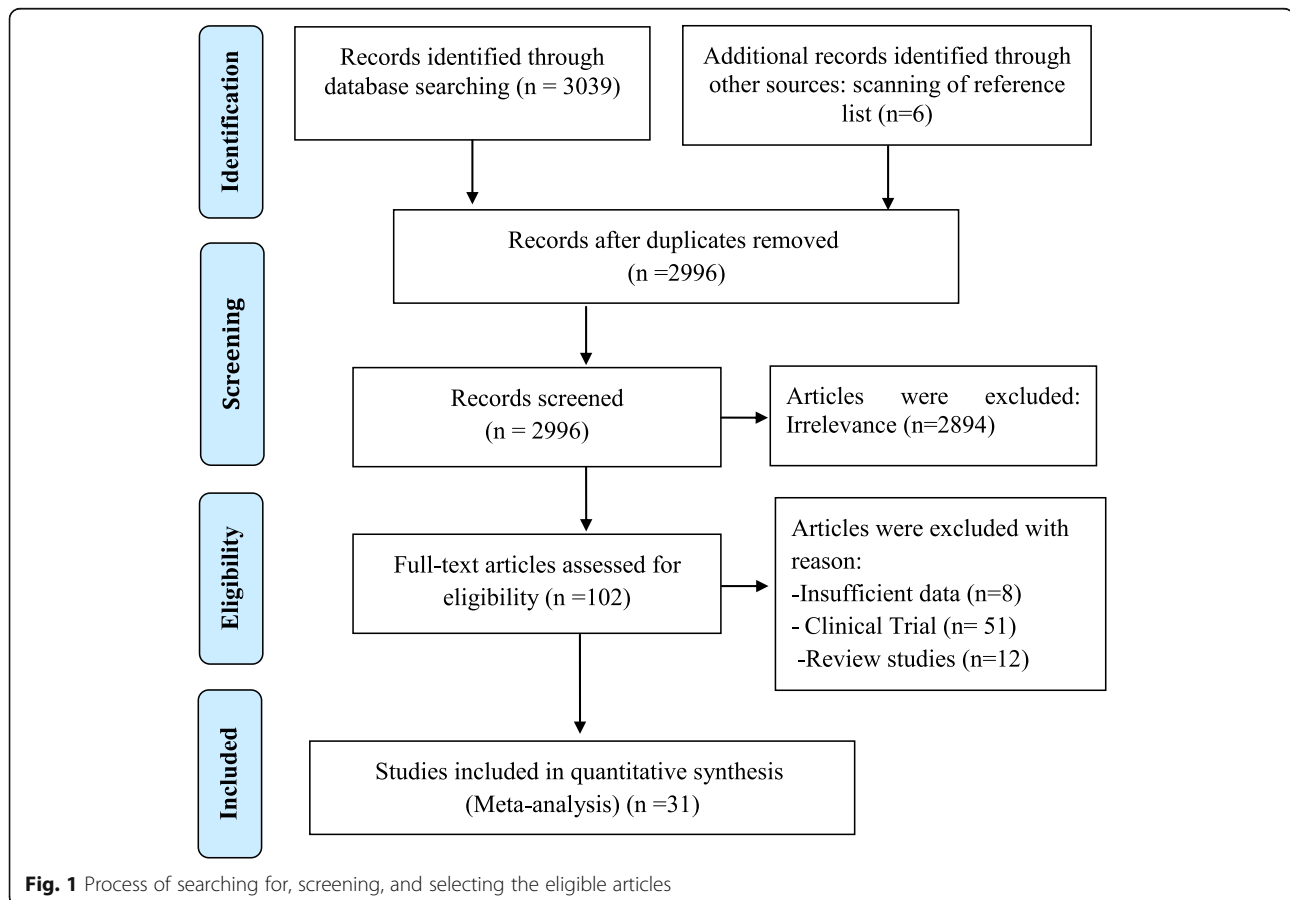 Identification
Records identified through
database searching (n = 3039)
Additional records identified through
other sources: scanning of reference
list (n=6)
Records after duplicates removed
(n =2996)
Screening
Records screened
(n = 2996)
Articles were excluded:
Irrelevance (n=2894)
Eligibility
Full-text articles assessed for
eligibility (n =102)
Articles were excluded with
reason:
-Insufficient data (n=8)
- Clinical Trial (n= 51)
-Review studies (n=12)
Included
Studies included in quantitative synthesis
(Meta-analysis) (n =31)
Fig. 1 Process of searching for, screening, and selecting the eligible articles